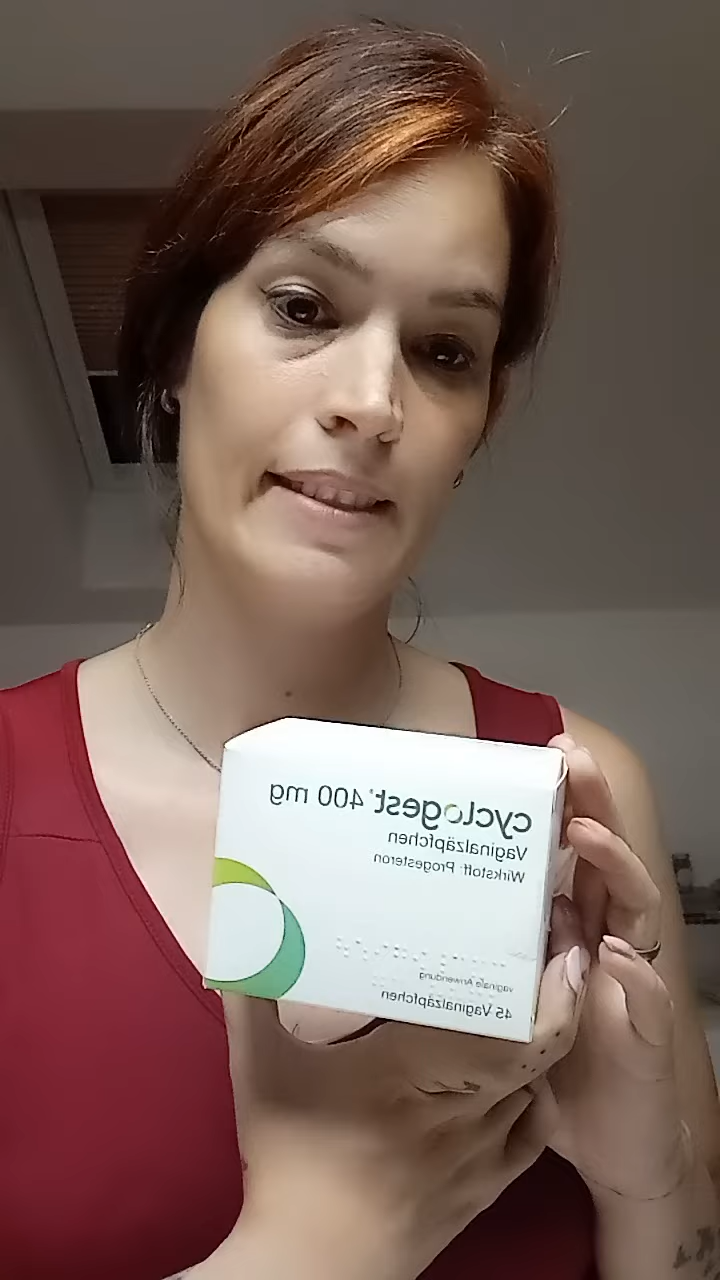 cyclogest® 400 mg
Vaginalzäpfchen
Wirkstoff: Progesteron
vaginale Anwendung
45 Vaginalzäpfchen